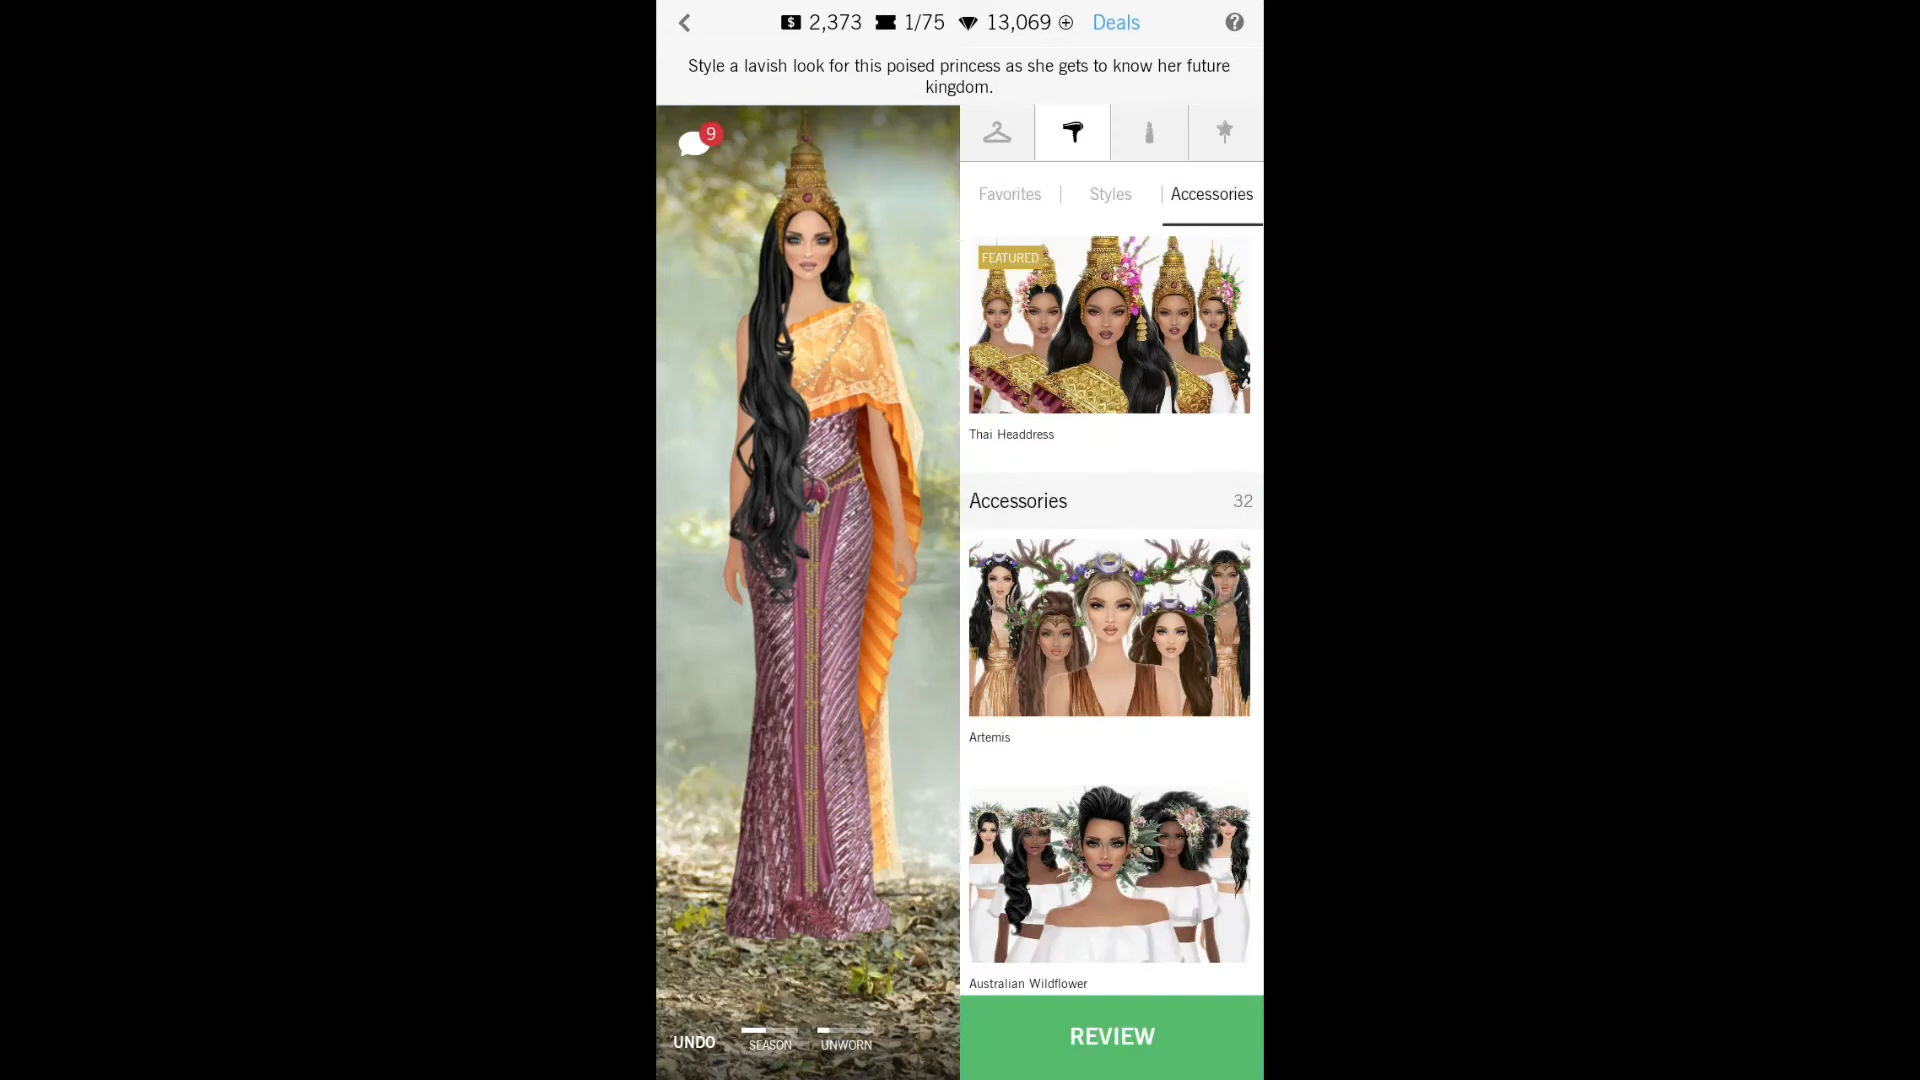 $ 2,373 1/75 13,069 Deals ?
Style a lavish look for this poised princess as she gets to know her future
kingdom.
9
Favorites | Styles | Accessories
FEATURED
Thai Headdress
Accessories 32
Artemis
Australian Wildflower
UNDO SEASON UNWORN
REVIEW